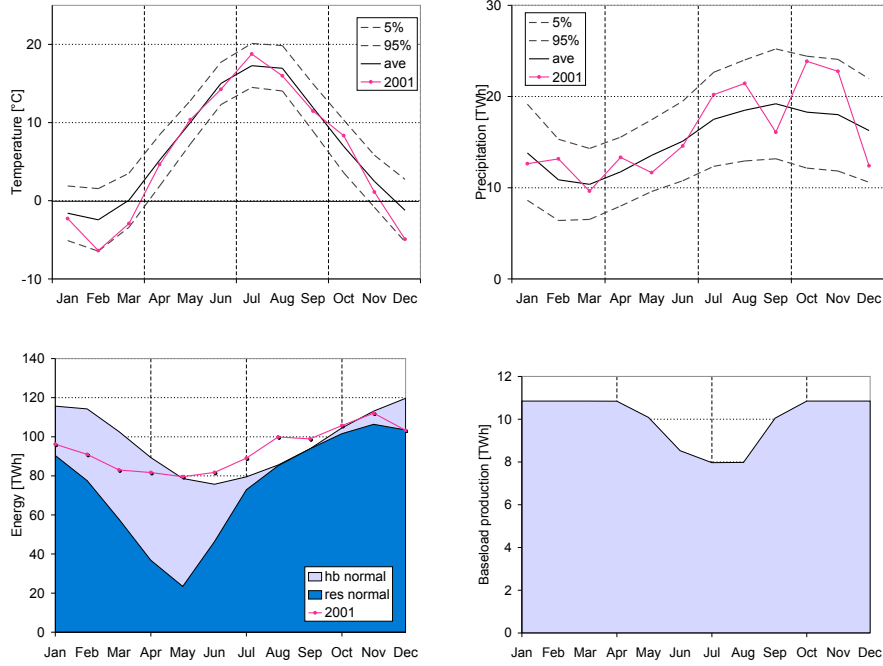 Temperature [°C]
20
10
0
-10
5%
95%
ave
2001
Jan Feb Mar Apr May Jun Jul Aug Sep Oct Nov Dec
Precipitation [TWh]
30
20
10
0
5%
95%
ave
2001
Jan Feb Mar Apr May Jun Jul Aug Sep Oct Nov Dec
Energy [TWh]
140
120
100
80
60
40
20
0
hb normal
res normal
2001
Jan Feb Mar Apr May Jun Jul Aug Sep Oct Nov Dec
Baseload production [TWh]
12
10
8
6
4
2
0
Jan Feb Mar Apr May Jun Jul Aug Sep Oct Nov Dec